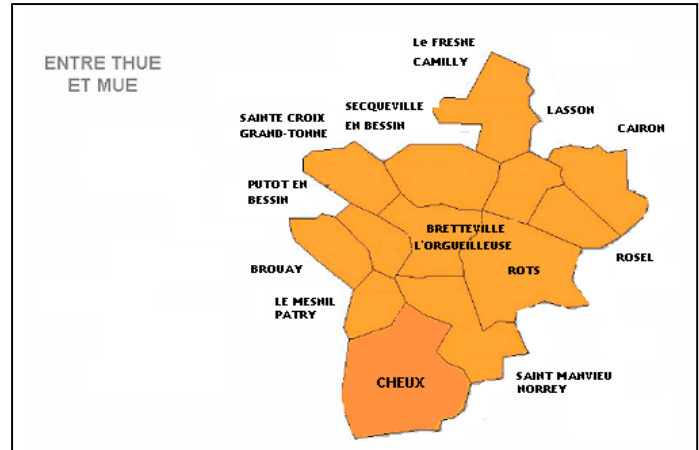 ENTRE THUE
ET MUE
Le FRESNE
CAMILLY
SECQUEVILLE
EN BESSIN
LASSON
SAINTE CROIX
GRAND-TONNE
CAIRON
PUTOT EN
BESSIN
BRETTEVILLE
L'ORGUEILLEUSE
ROSEL
BROUAY
ROTS
LE MESNIL
PATRY
CHEUX
SAINT MANVIEU
NORREY